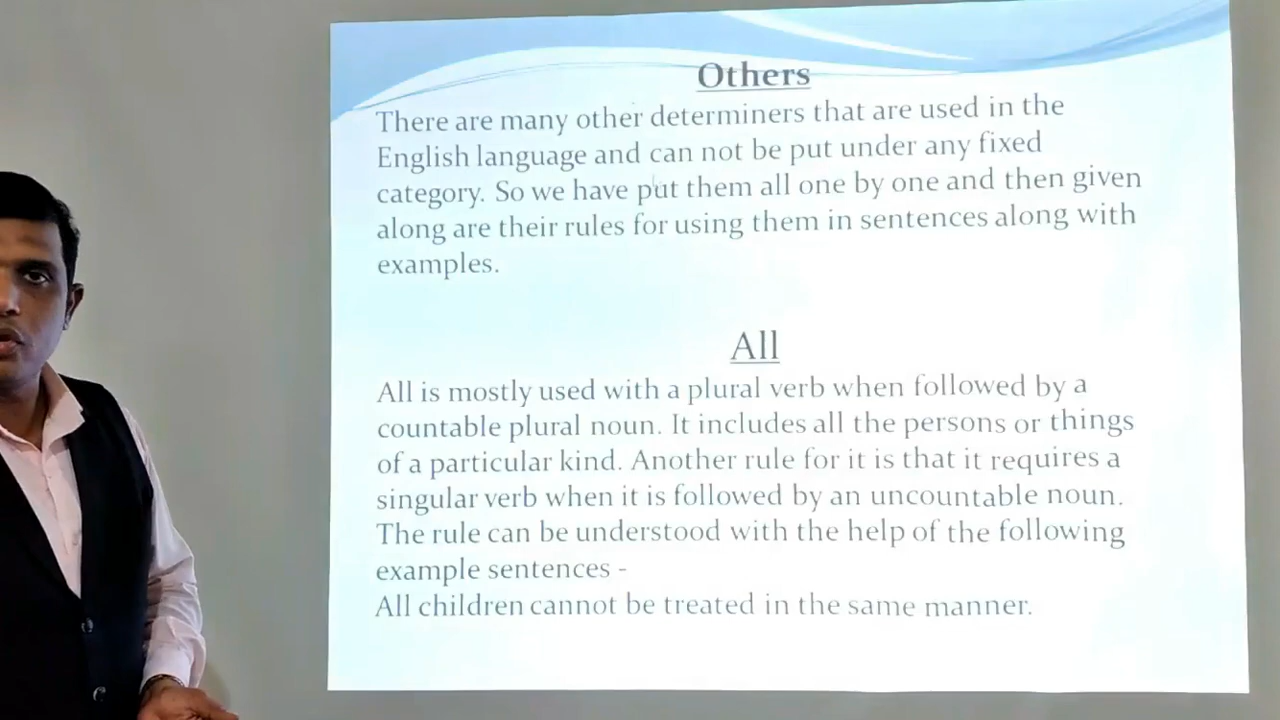 Others
There are many other determiners that are used in the
English language and can not be put under any fixed
category. So we have put them all one by one and then given
along are their rules for using them in sentences along with
examples.
All
All is mostly used with a plural verb when followed by a
countable plural noun. It includes all the persons or things
of a particular kind. Another rule for it is that it requires a
singular verb when it is followed by an uncountable noun.
The rule can be understood with the help of the following
example sentences -
All children cannot be treated in the same manner.